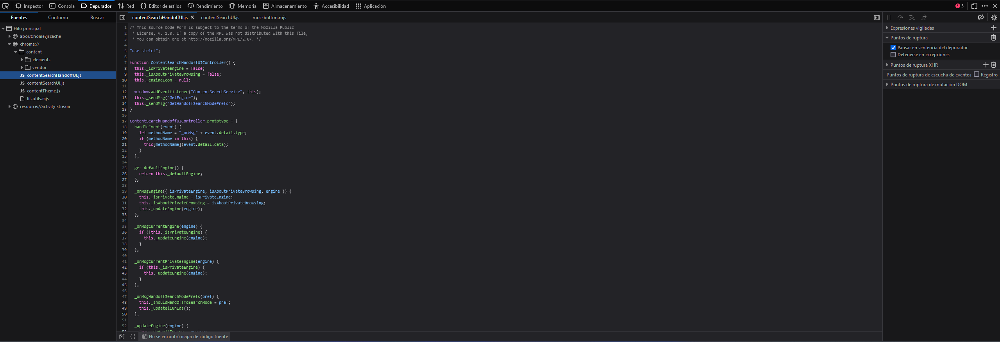 Inspector Consola Depurador Red Editor de estilos Rendimiento Memoria Almacenamiento Accesibilidad Aplicación 3
Fuentes Contorno Buscar
Hilo principal
about:home?jscache
chrome://
content
elements
vendor
JS contentSearchHandoffUI.js
JS contentSearchUI.js
JS contentTheme.js
lit-utils.mjs
resource://activity-stream
contentSearchHandoffUI.js contentSearchUI.js moz-button.mjs
1 /* This Source Code Form is subject to the terms of the Mozilla Public
2  * License, v. 2.0. If a copy of the MPL was not distributed with this file,
3  * You can obtain one at http://mozilla.org/MPL/2.0/. */
4
5 "use strict";
6
7 function ContentSearchHandoffUIController() {
8   this._isPrivateEngine = false;
9   this._isAboutPrivateBrowsing = false;
10   this._engineIcon = null;
11
12   window.addEventListener("ContentSearchService", this);
13   this._sendMsg("GetEngine");
14   this._sendMsg("GetHandoffSearchModePrefs");
15 }
16
17 ContentSearchHandoffUIController.prototype = {
18   handleEvent(event) {
19     let methodName = "_onMsg" + event.detail.type;
20     if (methodName in this) {
21       this[methodName](event.detail.data);
22     }
23   },
24
25   get defaultEngine() {
26     return this._defaultEngine;
27   },
28
29   _onMsgEngine({ isPrivateEngine, isAboutPrivateBrowsing, engine }) {
30     this._isPrivateEngine = isPrivateEngine;
31     this._isAboutPrivateBrowsing = isAboutPrivateBrowsing;
32     this._updateEngine(engine);
33   },
34
35   _onMsgCurrentEngine(engine) {
36     if (!this._isPrivateEngine) {
37       this._updateEngine(engine);
38     }
39   },
40
41   _onMsgCurrentPrivateEngine(engine) {
42     if (this._isPrivateEngine) {
43       this._updateEngine(engine);
44     }
45   },
46
47   _onMsgHandoffSearchModePrefs(pref) {
48     this._shouldHandOffToSearchMode = pref;
49     this._updatel10nIds();
50   },
51
52   _updateEngine(engine) {
53     this._defaultEngine = engine;
{ } No se encontró mapa de código fuente
Expresiones vigiladas
Puntos de ruptura
Pausar en sentencia del depurador
Detenerse en excepciones
Puntos de ruptura XHR
Puntos de ruptura de escucha de eventos Registro
Puntos de ruptura de mutación DOM